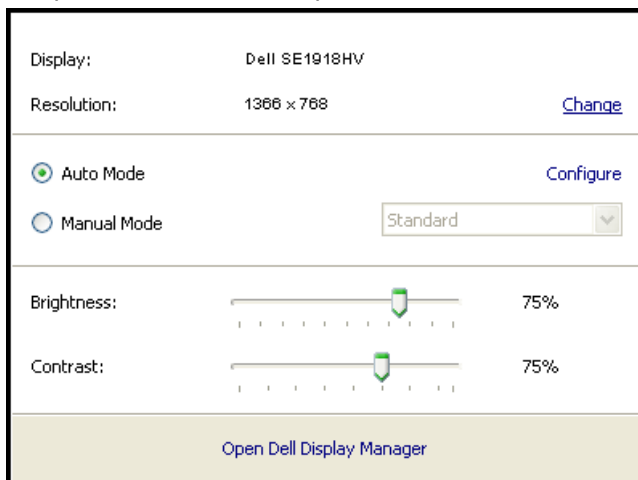 Display: Dell SE1918HV
Resolution: 1366 x 768 Change
Auto Mode Configure
Manual Mode Standard
Brightness: 75%
Contrast: 75%
Open Dell Display Manager